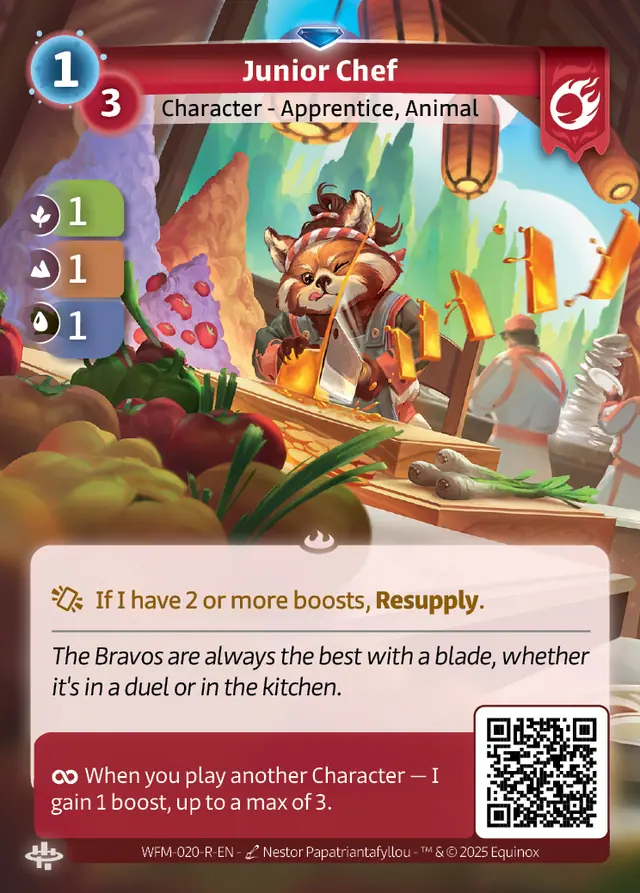 1
3
Junior Chef
Character - Apprentice, Animal
1
1
1
If I have 2 or more boosts, Resupply.
The Bravos are always the best with a blade, whether
it's in a duel or in the kitchen.
∞ When you play another Character — I
gain 1 boost, up to a max of 3.
WFM-020-R-EN - Nestor Papatriantafyllou - ™ & © 2025 Equinox